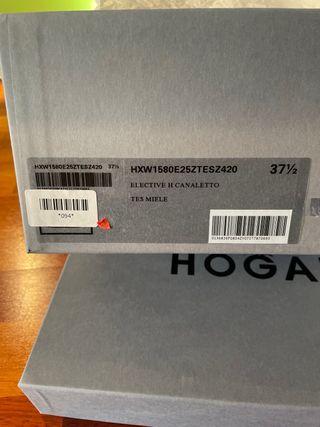 HXW1580E25ZTESZ420 37½
HXW1580E25ZTESZ420 37½
ELECTIVE H CANALETTO
TES MIELE
*094*
HOGA